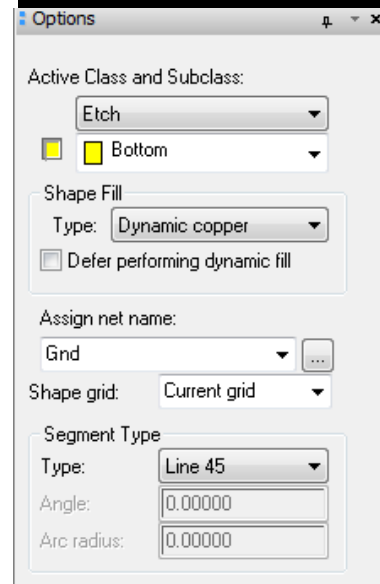 Options
Active Class and Subclass:
Etch
Bottom
Shape Fill
Type: Dynamic copper
Defer performing dynamic fill
Assign net name:
Gnd ...
Shape grid: Current grid
Segment Type
Type: Line 45
Angle: 0.00000
Arc radius: 0.00000